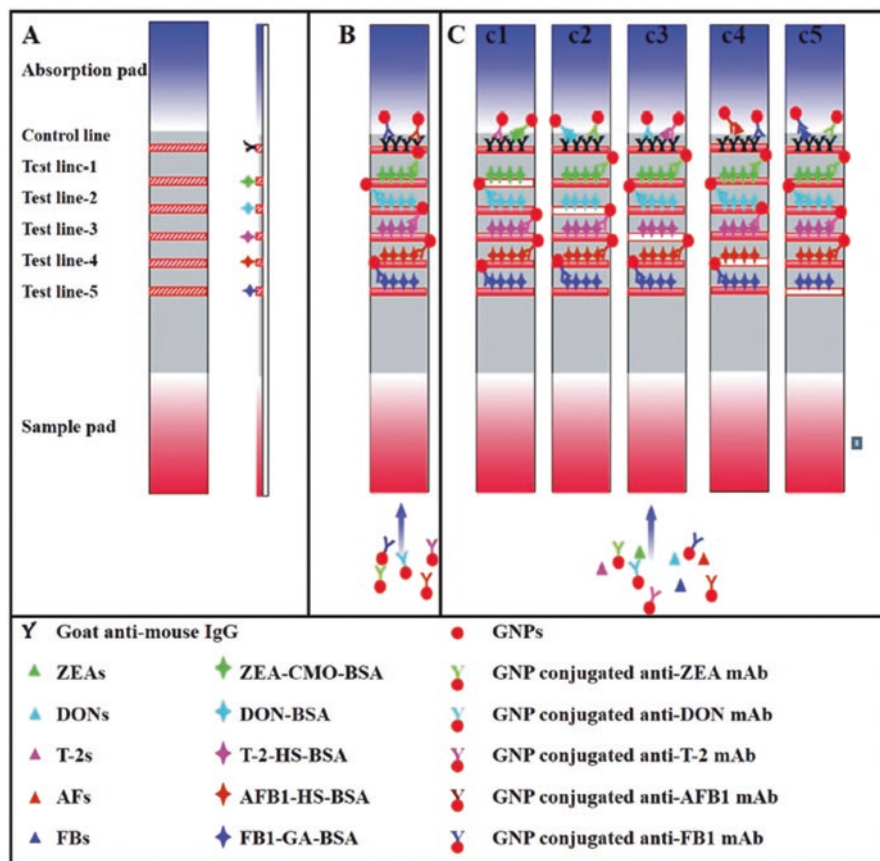 A
B
C
c1
c2
c3
c4
c5
Absorption pad
Control line
Test linc-1
Test line-2
Test line-3
Test line-4
Test line-5
Sample pad
Goat anti-mouse IgG
GNPs
ZEAs
ZEA-CMO-BSA
GNP conjugated anti-ZEA mAb
DONs
DON-BSA
GNP conjugated anti-DON mAb
T-2s
T-2-HS-BSA
GNP conjugated anti-T-2 mAb
AFs
AFB1-HS-BSA
GNP conjugated anti-AFB1 mAb
FBs
FB1-GA-BSA
GNP conjugated anti-FB1 mAb